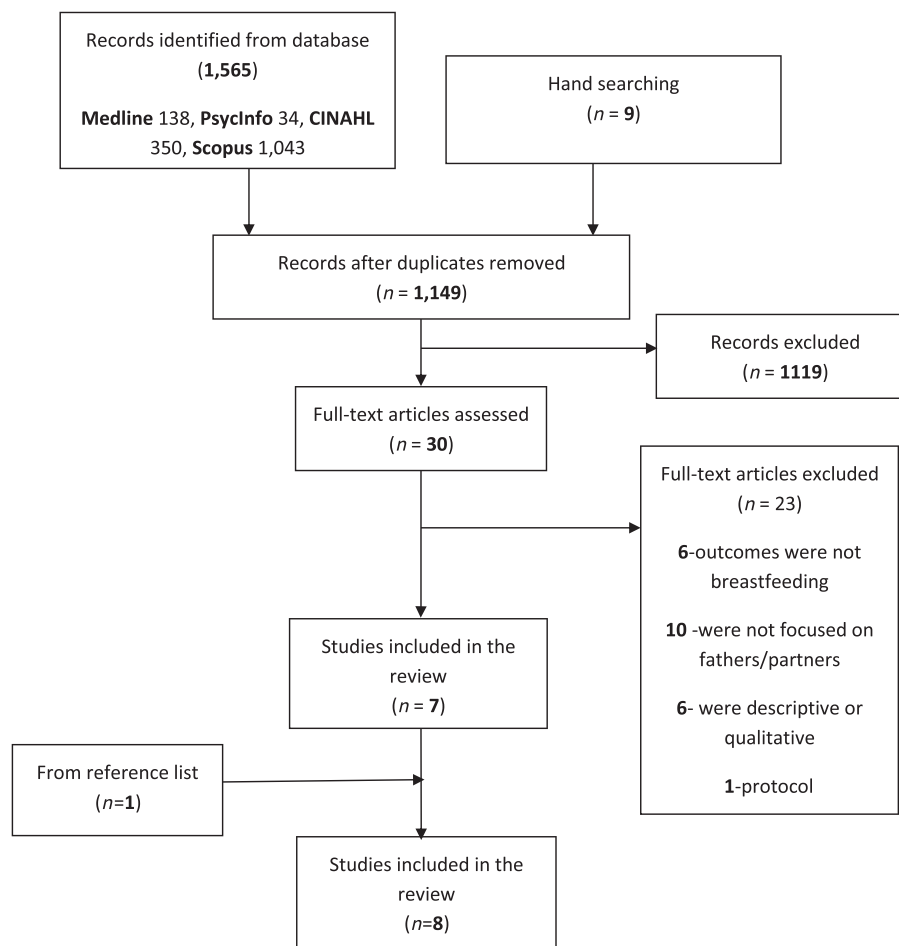 Records identified from database
(1,565)
Medline 138, PsycInfo 34, CINAHL
350, Scopus 1,043
Hand searching
(n = 9)
Records after duplicates removed
(n = 1,149)
Records excluded
(n = 1119)
Full-text articles assessed
(n = 30)
Full-text articles excluded
(n = 23)
6-outcomes were not
breastfeeding
10 -were not focused on
fathers/partners
6- were descriptive or
qualitative
1-protocol
Studies included in the
review
(n = 7)
From reference list
(n=1)
Studies included in the
review
(n=8)